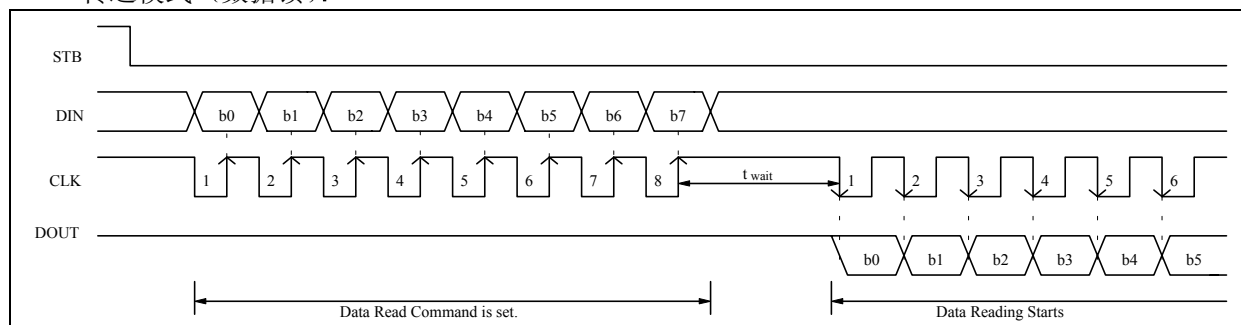 STB
DIN b0 b1 b2 b3 b4 b5 b6 b7
CLK 1 2 3 4 5 6 7 8 t wait 1 2 3 4 5 6
DOUT b0 b1 b2 b3 b4 b5
Data Read Command is set. Data Reading Starts